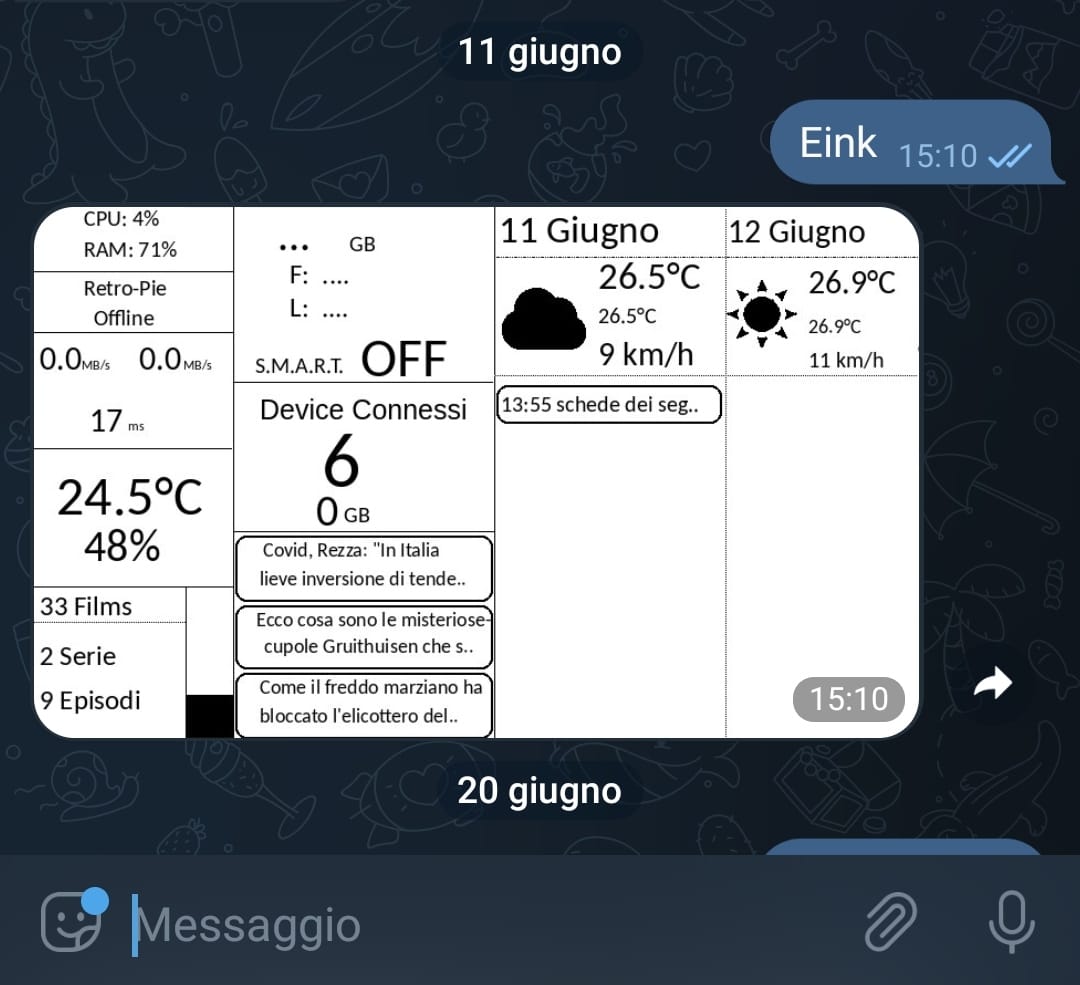 11 giugno
Eink 15:10
CPU: 4%
RAM: 71%
Retro-Pie
Offline
0.0MB/s 0.0MB/s
17 ms
24.5°C
48%
33 Films
2 Serie
9 Episodi
... GB
F: ....
L: ....
S.M.A.R.T. OFF
Device Connessi
6
0 GB
Covid, Rezza: "In Italia
lieve inversione di tende..
Ecco cosa sono le misteriose-
cupole Gruithuisen che s..
Come il freddo marziano ha
bloccato l'elicottero del..
11 Giugno
26.5°C
26.5°C
9 km/h
13:55 schede dei seg..
12 Giugno
26.9°C
26.9°C
11 km/h
15:10
20 giugno
Messaggio